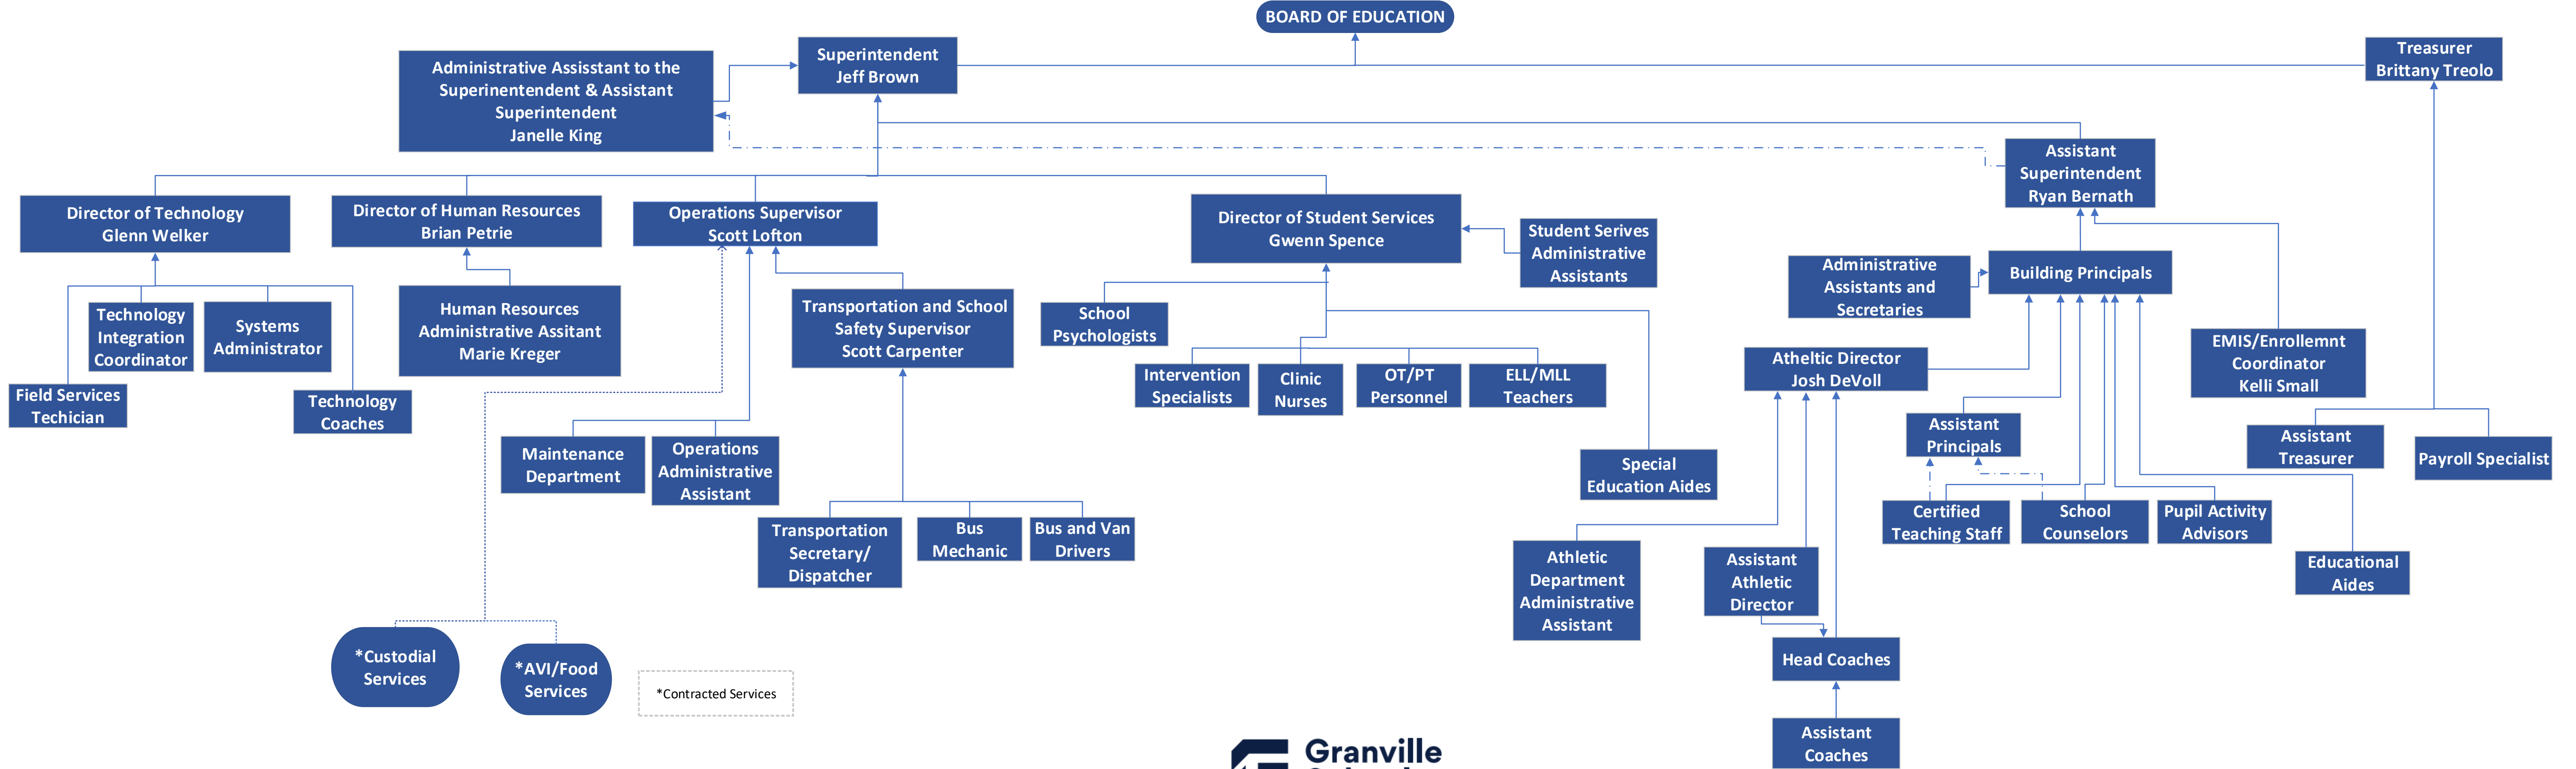 BOARD OF EDUCATION
Superintendent
Jeff Brown
Treasurer
Brittany Treolo
Administrative Assisstant to the
Superinentendent & Assistant
Superintendent
Janelle King
Assistant
Superintendent
Ryan Bernath
Director of Technology
Glenn Welker
Director of Human Resources
Brian Petrie
Operations Supervisor
Scott Lofton
Director of Student Services
Gwenn Spence
Student Serives
Administrative
Assistants
Administrative
Assistants and
Secretaries
Building Principals
Technology
Integration
Coordinator
Systems
Administrator
Human Resources
Administrative Assitant
Marie Kreger
Transportation and School
Safety Supervisor
Scott Carpenter
School
Psychologists
EMIS/Enrollemnt
Coordinator
Kelli Small
Atheltic Director
Josh DeVoll
Intervention
Specialists
Clinic
Nurses
OT/PT
Personnel
ELL/MLL
Teachers
Field Services
Techician
Technology
Coaches
Assistant
Principals
Assistant
Treasurer
Payroll Specialist
Maintenance
Department
Operations
Administrative
Assistant
Special
Education Aides
Transportation
Secretary/
Dispatcher
Bus
Mechanic
Bus and Van
Drivers
Certified
Teaching Staff
School
Counselors
Pupil Activity
Advisors
Athletic
Department
Administrative
Assistant
Assistant
Athletic
Director
Educational
Aides
*Custodial
Services
*AVI/Food
Services
*Contracted Services
Head Coaches
Assistant
Coaches
Granville